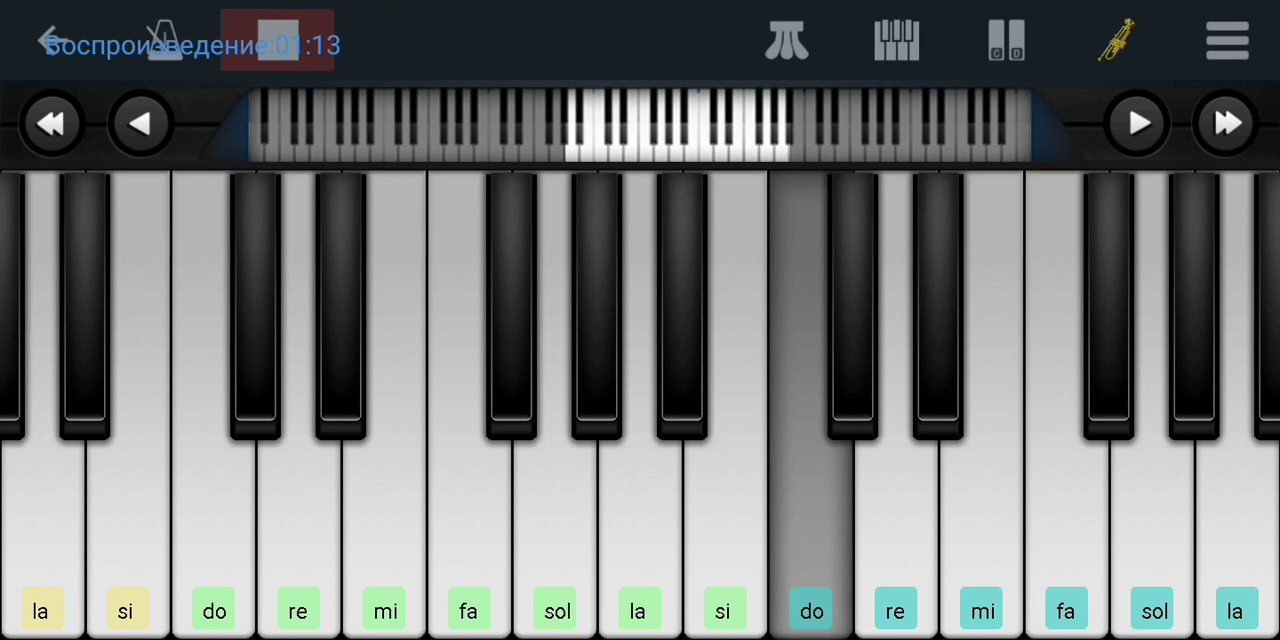 Воспроизведение:01:13
C D
la si do re mi fa sol la si do re mi fa sol la